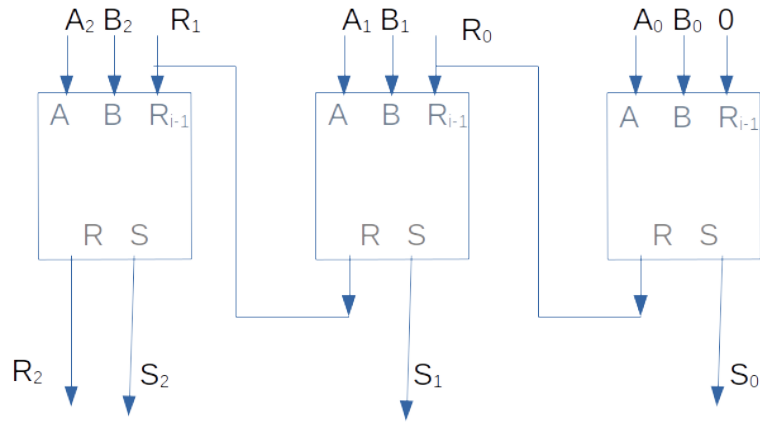 A₂ B₂ R₁ A₁ B₁ R₀ A₀ B₀ 0
A B Rᵢ₋₁ A B Rᵢ₋₁ A B Rᵢ₋₁
R S R S R S
R₂ S₂ S₁ S₀